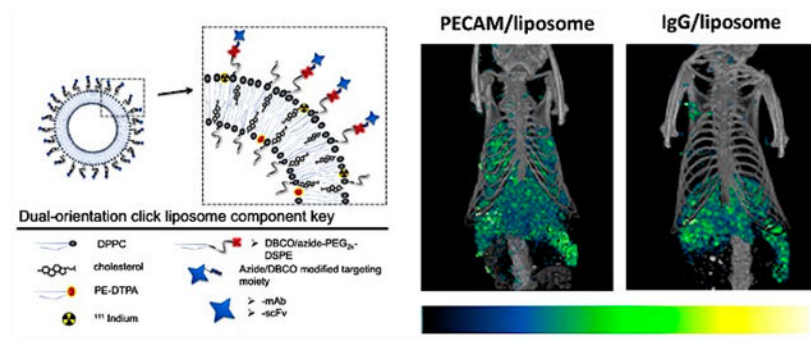 PECAM/liposome
IgG/liposome
Dual-orientation click liposome component key
DPPC
cholesterol
PE-DTPA
111 Indium
➢ DBCO/azide-PEG2k-
DSPE
Azide/DBCO modified targeting
moiety
➢ -mAb
➢ -scFv